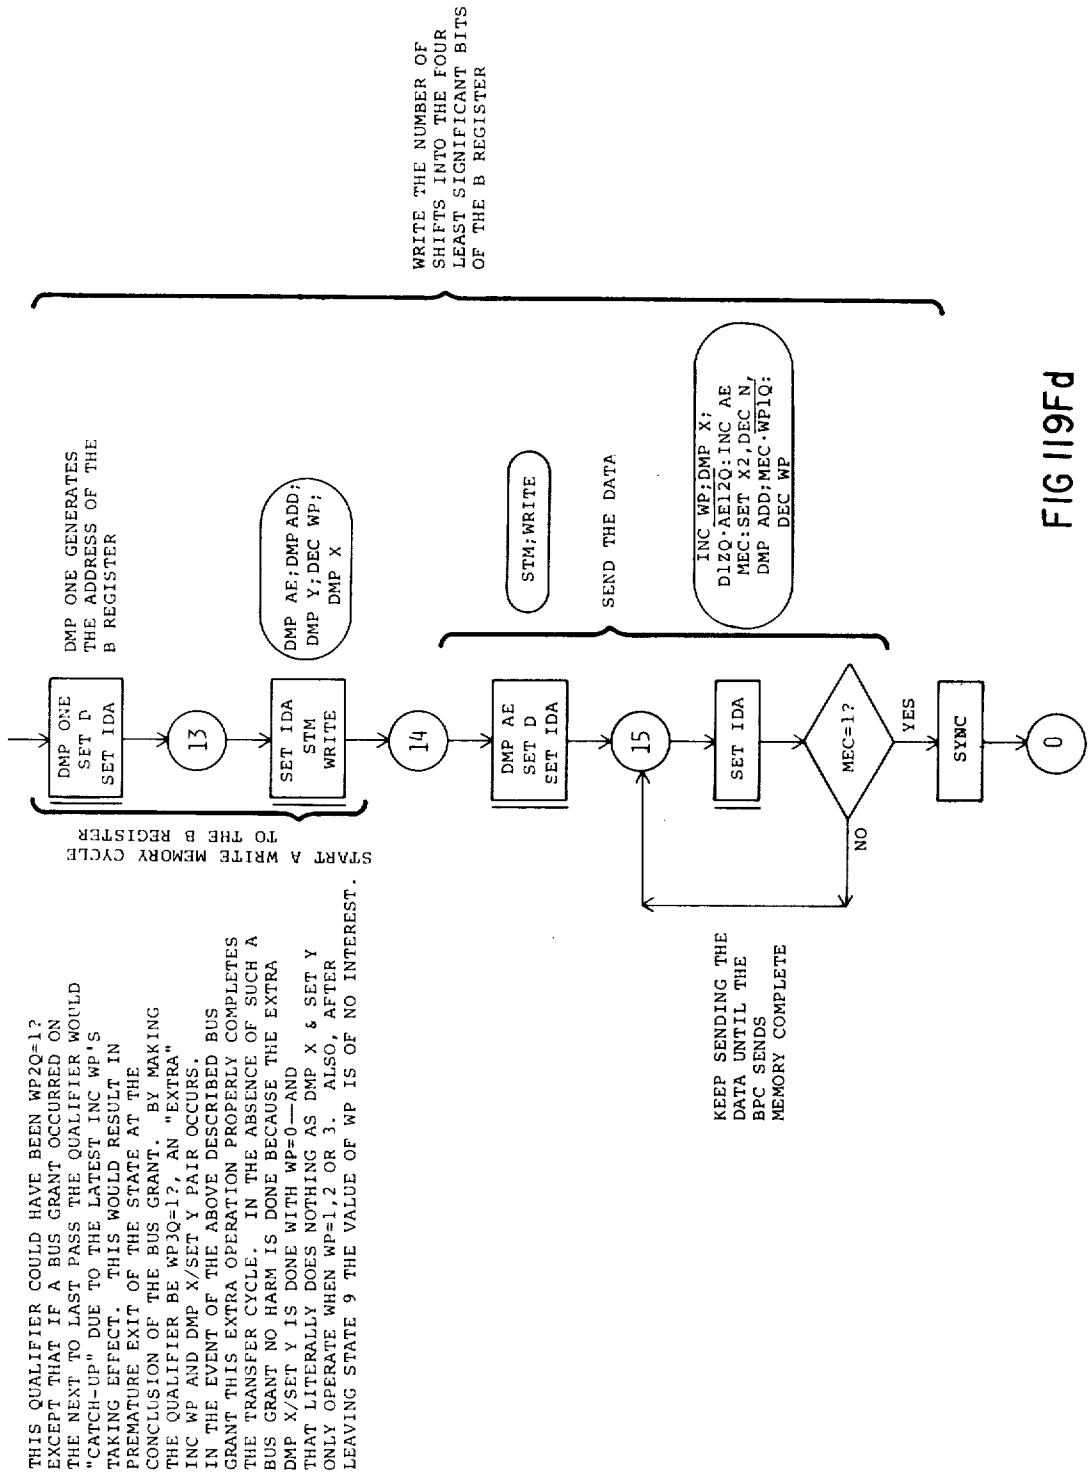 THIS QUALIFIER COULD HAVE BEEN WP2Q=1?
EXCEPT THAT IF A BUS GRANT OCCURRED ON
THE NEXT TO LAST PASS THE QUALIFIER WOULD
"CATCH-UP" DUE TO THE LATEST INC WP'S
TAKING EFFECT. THIS WOULD RESULT IN
PREMATURE EXIT OF THE STATE AT THE
CONCLUSION OF THE BUS GRANT. BY MAKING
THE QUALIFIER BE WP3Q=1?, AN "EXTRA"
INC WP AND DMP X/SET Y PAIR OCCURS.
IN THE EVENT OF THE ABOVE DESCRIBED BUS
GRANT THIS EXTRA OPERATION PROPERLY COMPLETES
THE TRANSFER CYCLE. IN THE ABSENCE OF SUCH A
BUS GRANT NO HARM IS DONE BECAUSE THE EXTRA
DMP X/SET Y IS DONE WITH WP=0—AND
THAT LITERALLY DOES NOTHING AS DMP X & SET Y
ONLY OPERATE WHEN WP=1,2 OR 3. ALSO, AFTER
LEAVING STATE 9 THE VALUE OF WP IS OF NO INTEREST.
START A WRITE MEMORY CYCLE
TO THE B REGISTER
DMP ONE
SET D
SET IDA
DMP ONE GENERATES
THE ADDRESS OF THE
B REGISTER
13
SET IDA
STM
WRITE
DMP AE;DMP ADD;
DMP Y;DEC WP;
DMP X
14
DMP AE
SET D
SET IDA
STM;WRITE
15
SEND THE DATA
SET IDA
INC WP;DMP X;
D1ZQ·AE12Q:INC AE
MEC:SET X2,DEC N,
DMP ADD;MEC·WP1Q:
DEC WP
MEC=1?
NO
YES
KEEP SENDING THE
DATA UNTIL THE
BPC SENDS
MEMORY COMPLETE
SYNC
0
WRITE THE NUMBER OF
SHIFTS INTO THE FOUR
LEAST SIGNIFICANT BITS
OF THE B REGISTER
FIG 119Fd